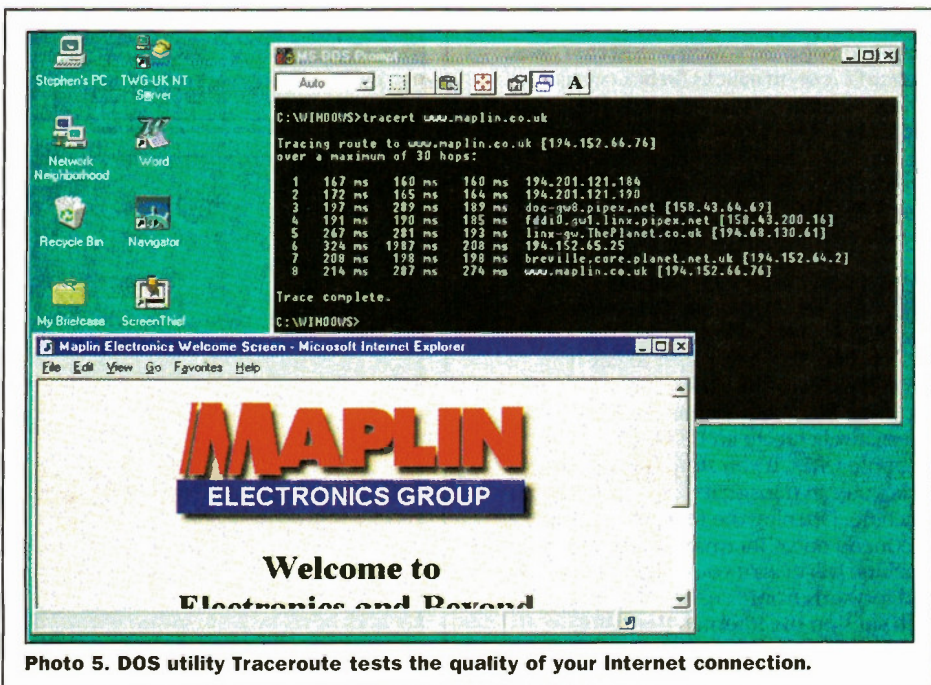 Stephen's PC
TWG-UK NT
Server
Network
Neighborhood
Word
Recycle Bin
Navigator
My Briefcase
ScreenThief
MS-DOS Prompt
Auto
A
C:\WINDOWS>tracert www.maplin.co.uk
Tracing route to www.maplin.co.uk [194.152.66.76]
over a maximum of 30 hops:
1 167 ms 160 ms 160 ms 194.201.121.184
2 172 ms 165 ms 164 ms 194.201.121.190
3 197 ms 289 ms 189 ms doc-gw8.pipex.net [158.43.64.69]
4 191 ms 190 ms 185 ms fddi0.gw1.linx.pipex.net [158.43.200.16]
5 267 ms 281 ms 193 ms linx-gw.ThePlanet.co.uk [194.68.130.61]
6 324 ms 1987 ms 208 ms 194.152.65.25
7 208 ms 198 ms 198 ms breville.core.planet.net.uk [194.152.64.2]
8 214 ms 287 ms 274 ms www.maplin.co.uk [194.152.66.76]
Trace complete.
C:\WINDOWS>
Maplin Electronics Welcome Screen - Microsoft Internet Explorer
File Edit View Go Favorites Help
MAPLIN
ELECTRONICS GROUP
Welcome to
Electronics and Beyond
Photo 5. DOS utility Traceroute tests the quality of your Internet connection.